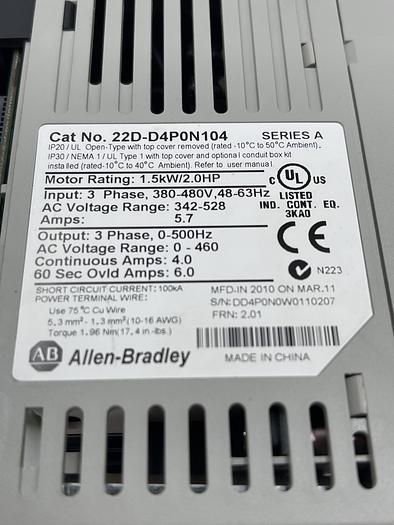 Cat No. 22D-D4P0N104 SERIES A
IP20 / UL Open-Type with top cover removed (rated -10°C to 50°C Ambient).
IP30 / NEMA 1 / UL Type 1 with top cover and optional conduit box kit
installed (rated-10°C to 40°C Ambient). Refer to user manual.
Motor Rating: 1.5kW/2.0HP
Input: 3 Phase, 380-480V,48-63Hz
AC Voltage Range: 342-528
Amps: 5.7
C UL US
LISTED
IND. CONT. EQ.
3KA0
Output: 3 Phase, 0-500Hz
AC Voltage Range: 0 - 460
Continuous Amps: 4.0
60 Sec Ovld Amps: 6.0
CE
N223
SHORT CIRCUIT CURRENT: 100kA
POWER TERMINAL WIRE:
Use 75°C Cu Wire
5.3 mm² - 1.3 mm²(10-16 AWG)
Torque 1.96 Nm(17.4 in-lbs.)
MFD-IN 2010 ON MAR.11
S/N:DD4P0N0W0110207
FRN: 2.01
AB Allen-Bradley
MADE IN CHINA